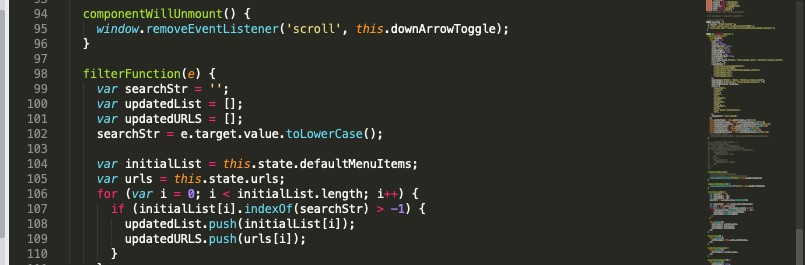 94 componentWillUnmount() {
95 window.removeEventListener('scroll', this.downArrowToggle);
96 }
97
98 filterFunction(e) {
99 var searchStr = '';
100 var updatedList = [];
101 var updatedURLS = [];
102 searchStr = e.target.value.toLowerCase();
103
104 var initialList = this.state.defaultMenuItems;
105 var urls = this.state.urls;
106 for (var i = 0; i < initialList.length; i++) {
107 if (initialList[i].indexOf(searchStr) > -1) {
108 updatedList.push(initialList[i]);
109 updatedURLS.push(urls[i]);
110 }